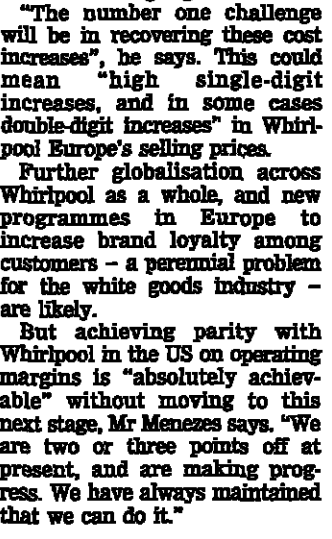 “The number one challenge
will be in recovering these cost
increases”, he says. This could
mean “high single-digit
increases, and in some cases
double-digit increases” in Whirl-
pool Europe's selling prices.
Further globalisation across
Whirlpool as a whole, and new
programmes in Europe to
increase brand loyalty among
customers – a perennial problem
for the white goods industry –
are likely.
But achieving parity with
Whirlpool in the US on operating
margins is “absolutely achiev-
able” without moving to this
next stage, Mr Menezes says. “We
are two or three points off at
present, and are making prog-
ress. We have always maintained
that we can do it.”